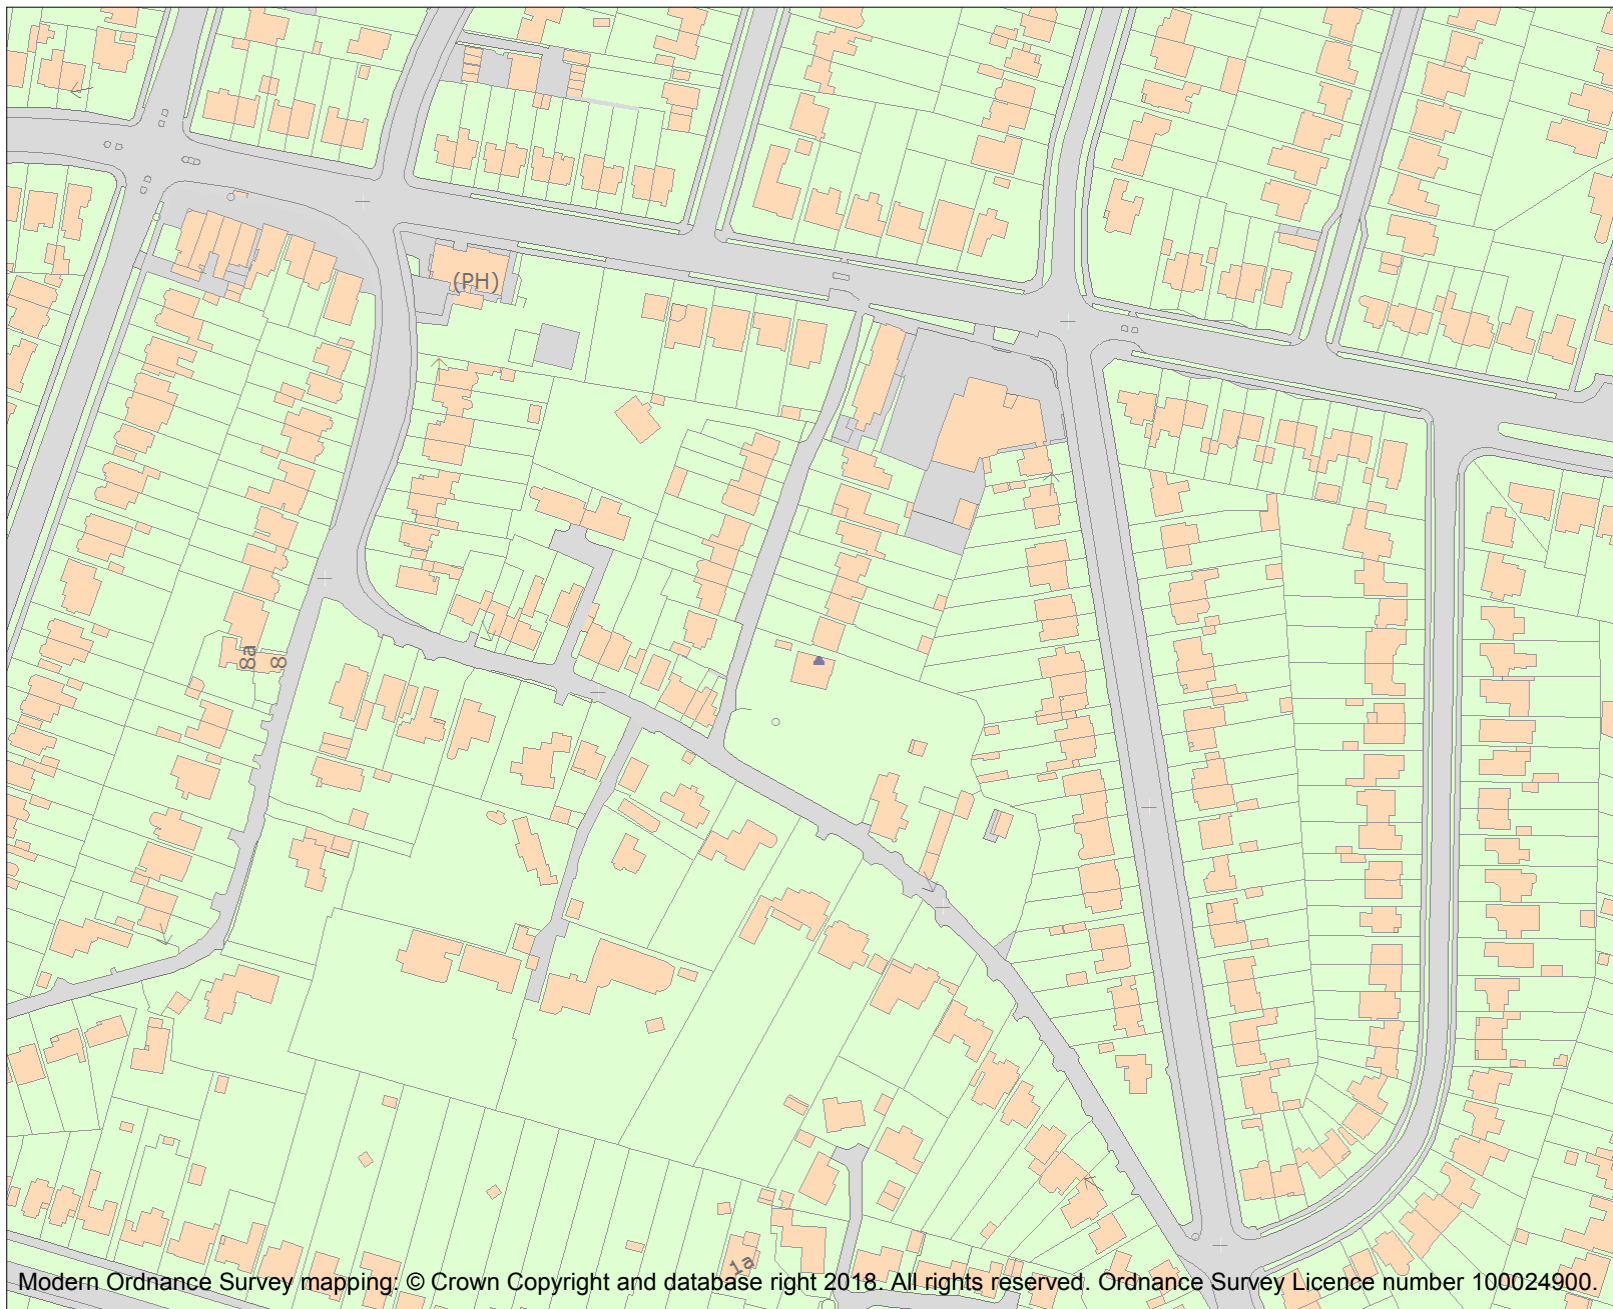 (PH)
8a
8
1a
Modern Ordnance Survey mapping: © Crown Copyright and database right 2018. All rights reserved. Ordnance Survey Licence number 100024900.